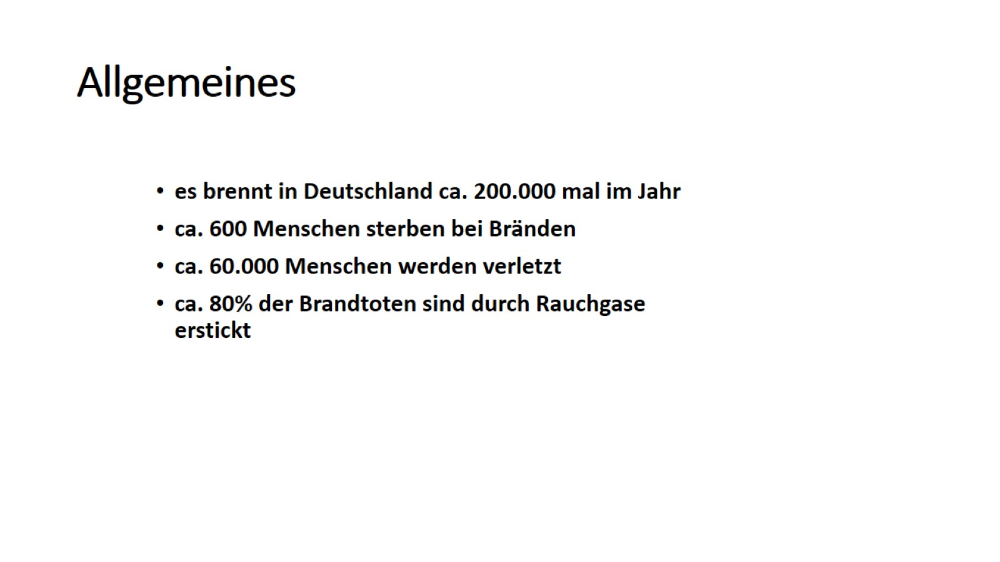 Allgemeines
• es brennt in Deutschland ca. 200.000 mal im Jahr
• ca. 600 Menschen sterben bei Bränden
• ca. 60.000 Menschen werden verletzt
• ca. 80% der Brandtoten sind durch Rauchgase
erstickt